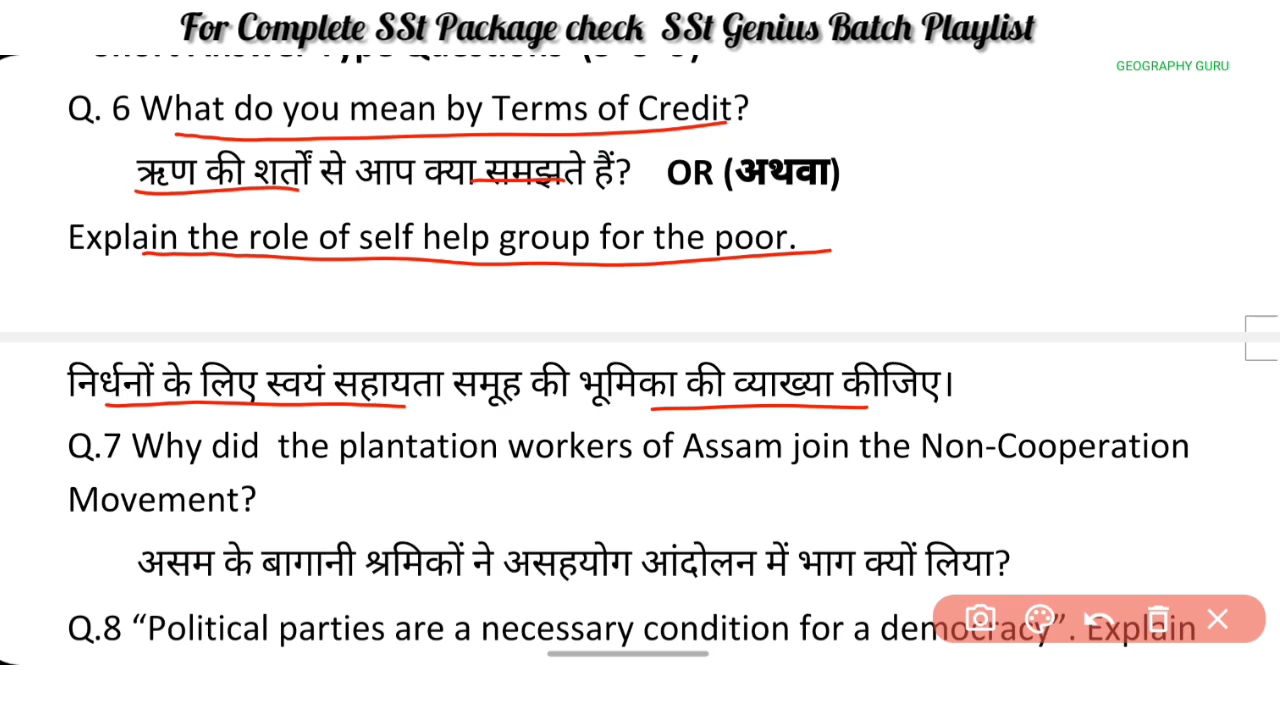 For Complete SSt Package check SSt Genius Batch Playlist
GEOGRAPHY GURU
Q. 6 What do you mean by Terms of Credit?
ऋण की शर्तों से आप क्या समझते हैं? OR (अथवा)
Explain the role of self help group for the poor.
निर्धनों के लिए स्वयं सहायता समूह की भूमिका की व्याख्या कीजिए।
Q.7 Why did the plantation workers of Assam join the Non-Cooperation
Movement?
असम के बागानी श्रमिकों ने असहयोग आंदोलन में भाग क्यों लिया?
Q.8 “Political parties are a necessary condition for a democracy”. Explain